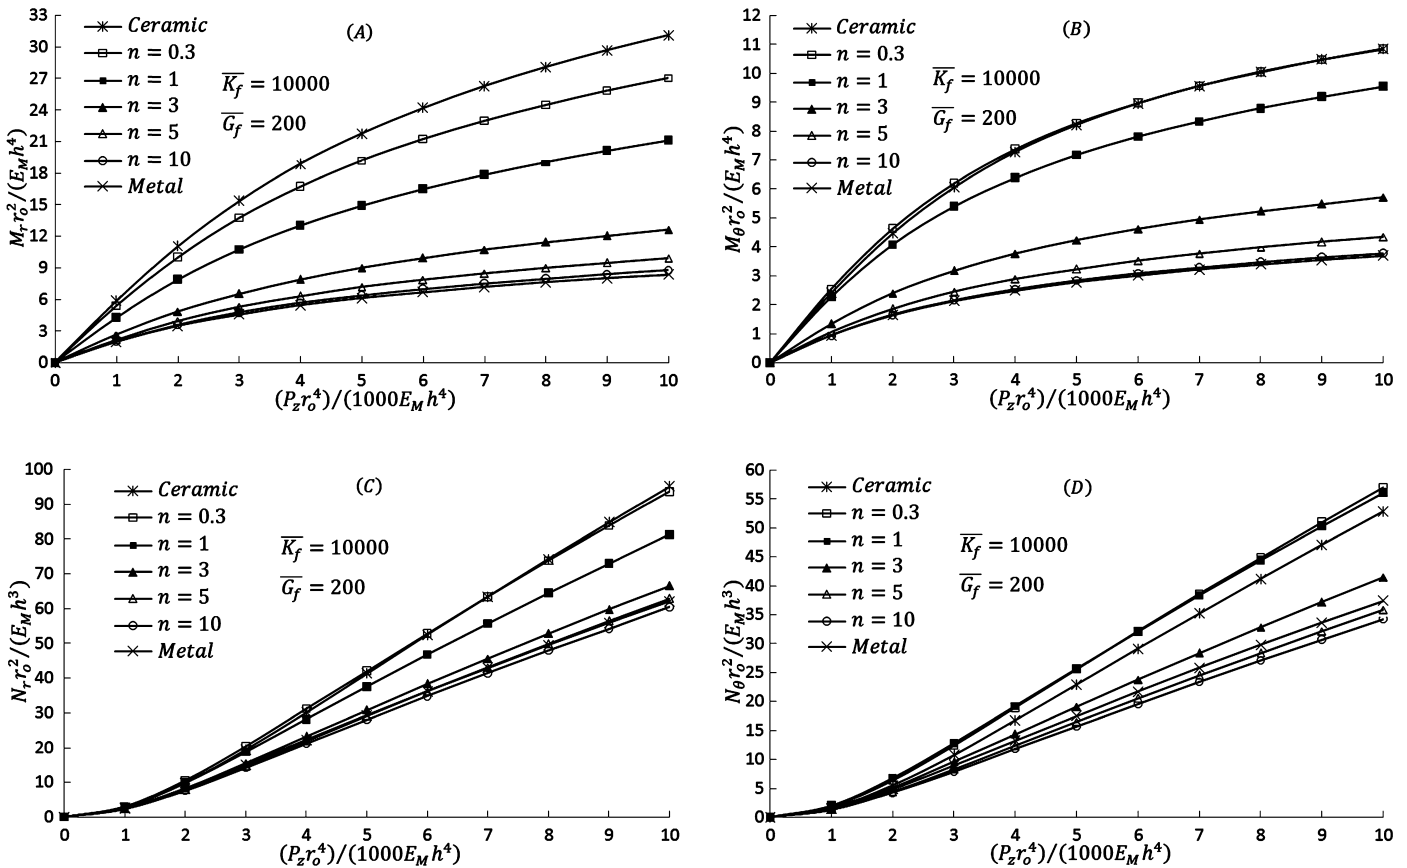 (A)
Ceramic
n = 0.3
n = 1
n = 3
n = 5
n = 10
Metal
K̅_f = 10000
G̅_f = 200
M_r r_o^2/(E_M h^4)
33
30
27
24
21
18
15
12
9
6
3
0
0 1 2 3 4 5 6 7 8 9 10
(P_z r_o^4)/(1000E_M h^4)
(B)
Ceramic
n = 0.3
n = 1
n = 3
n = 5
n = 10
Metal
K̅_f = 10000
G̅_f = 200
M_θ r_o^2/(E_M h^4)
12
11
10
9
8
7
6
5
4
3
2
1
0
0 1 2 3 4 5 6 7 8 9 10
(P_z r_o^4)/(1000E_M h^4)
(C)
Ceramic
n = 0.3
n = 1
n = 3
n = 5
n = 10
Metal
K̅_f = 10000
G̅_f = 200
N_r r_o^2/(E_M h^3)
100
90
80
70
60
50
40
30
20
10
0
0 1 2 3 4 5 6 7 8 9 10
(P_z r_o^4)/(1000E_M h^4)
(D)
Ceramic
n = 0.3
n = 1
n = 3
n = 5
n = 10
Metal
K̅_f = 10000
G̅_f = 200
N_θ r_o^2/(E_M h^3)
60
55
50
45
40
35
30
25
20
15
10
5
0
0 1 2 3 4 5 6 7 8 9 10
(P_z r_o^4)/(1000E_M h^4)